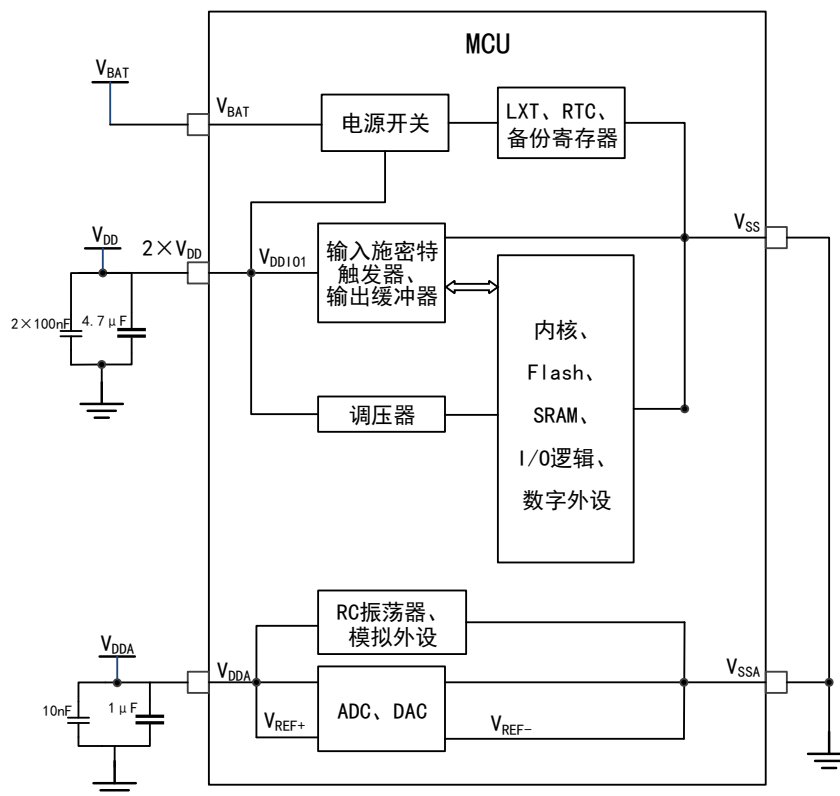 MCU
VBAT
VBAT
电源开关
LXT、RTC、
备份寄存器
VSS
VDD
2×VDD
VDDIO1
输入施密特
触发器、
输出缓冲器
2×100nF
4.7μF
内核、
Flash、
SRAM、
I/O逻辑、
数字外设
调压器
RC振荡器、
模拟外设
VDDA
VDDA
VSSA
10nF
1μF
ADC、DAC
VREF+
VREF-